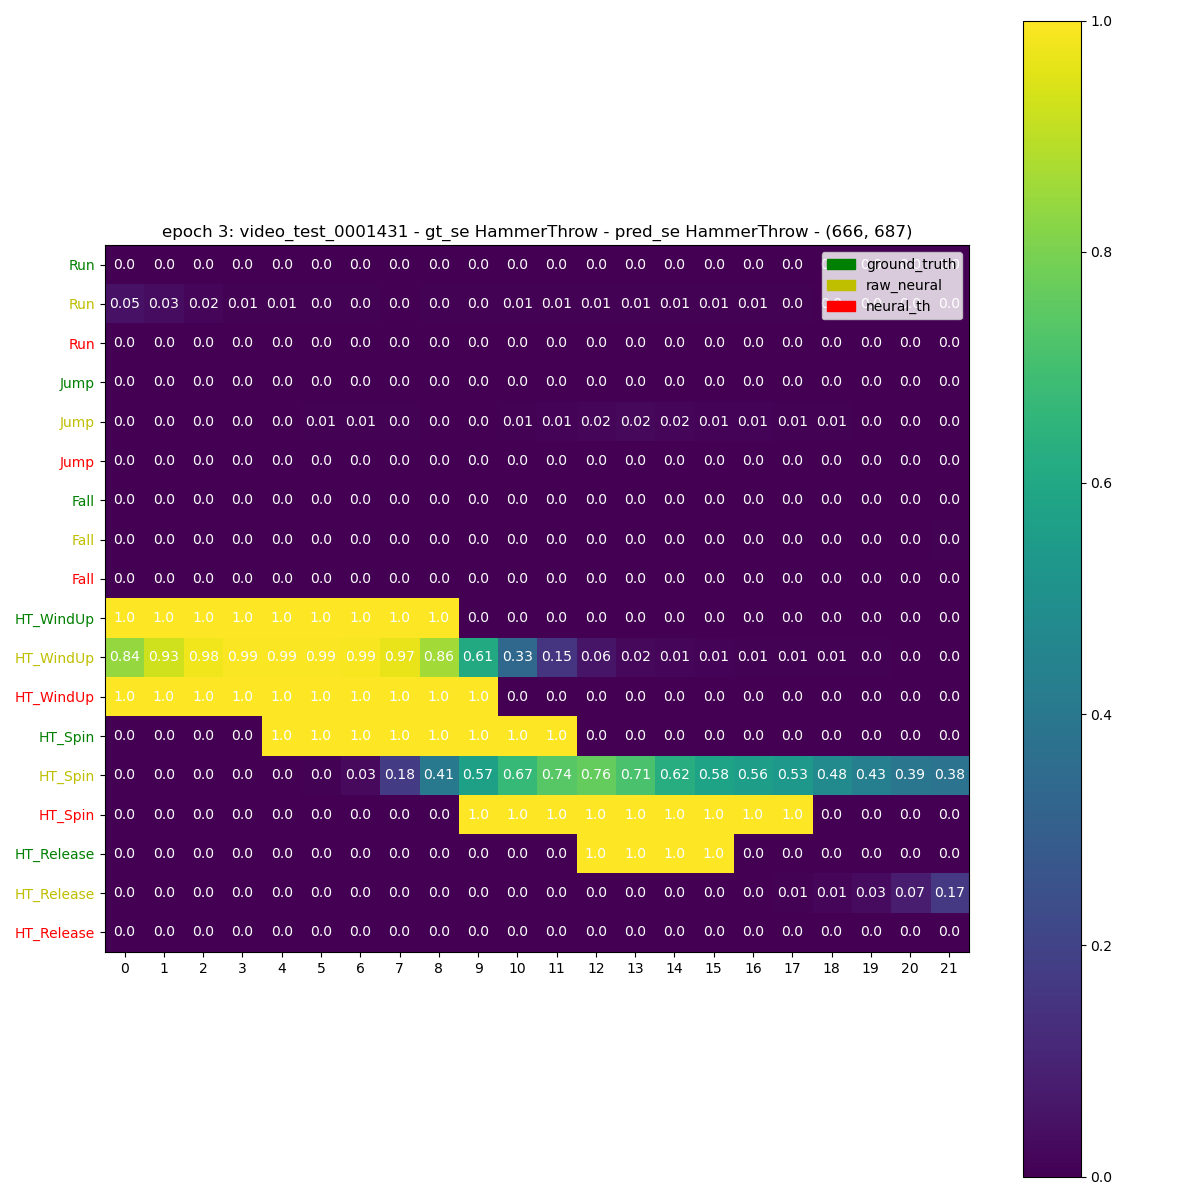 epoch 3: video_test_0001431 - gt_se HammerThrow - pred_se HammerThrow - (666, 687)
ground_truth
raw_neural
neural_th
Run 0.0 0.0 0.0 0.0 0.0 0.0 0.0 0.0 0.0 0.0 0.0 0.0 0.0 0.0 0.0 0.0 0.0 0.0
Run 0.05 0.03 0.02 0.01 0.01 0.0 0.0 0.0 0.0 0.0 0.01 0.01 0.01 0.01 0.01 0.01 0.01 0.0
Run 0.0 0.0 0.0 0.0 0.0 0.0 0.0 0.0 0.0 0.0 0.0 0.0 0.0 0.0 0.0 0.0 0.0 0.0 0.0 0.0 0.0 0.0
Jump 0.0 0.0 0.0 0.0 0.0 0.0 0.0 0.0 0.0 0.0 0.0 0.0 0.0 0.0 0.0 0.0 0.0 0.0 0.0 0.0 0.0 0.0
Jump 0.0 0.0 0.0 0.0 0.0 0.01 0.01 0.0 0.0 0.0 0.01 0.01 0.02 0.02 0.02 0.01 0.01 0.01 0.01 0.0 0.0 0.0
Jump 0.0 0.0 0.0 0.0 0.0 0.0 0.0 0.0 0.0 0.0 0.0 0.0 0.0 0.0 0.0 0.0 0.0 0.0 0.0 0.0 0.0 0.0
Fall 0.0 0.0 0.0 0.0 0.0 0.0 0.0 0.0 0.0 0.0 0.0 0.0 0.0 0.0 0.0 0.0 0.0 0.0 0.0 0.0 0.0 0.0
Fall 0.0 0.0 0.0 0.0 0.0 0.0 0.0 0.0 0.0 0.0 0.0 0.0 0.0 0.0 0.0 0.0 0.0 0.0 0.0 0.0 0.0 0.0
Fall 0.0 0.0 0.0 0.0 0.0 0.0 0.0 0.0 0.0 0.0 0.0 0.0 0.0 0.0 0.0 0.0 0.0 0.0 0.0 0.0 0.0 0.0
HT_WindUp 1.0 1.0 1.0 1.0 1.0 1.0 1.0 1.0 1.0 0.0 0.0 0.0 0.0 0.0 0.0 0.0 0.0 0.0 0.0 0.0 0.0 0.0
HT_WindUp 0.84 0.93 0.98 0.99 0.99 0.99 0.99 0.97 0.86 0.61 0.33 0.15 0.06 0.02 0.01 0.01 0.01 0.01 0.01 0.0 0.0 0.0
HT_WindUp 1.0 1.0 1.0 1.0 1.0 1.0 1.0 1.0 1.0 1.0 0.0 0.0 0.0 0.0 0.0 0.0 0.0 0.0 0.0 0.0 0.0 0.0
HT_Spin 0.0 0.0 0.0 0.0 1.0 1.0 1.0 1.0 1.0 1.0 1.0 1.0 0.0 0.0 0.0 0.0 0.0 0.0 0.0 0.0 0.0 0.0
HT_Spin 0.0 0.0 0.0 0.0 0.0 0.0 0.03 0.18 0.41 0.57 0.67 0.74 0.76 0.71 0.62 0.58 0.56 0.53 0.48 0.43 0.39 0.38
HT_Spin 0.0 0.0 0.0 0.0 0.0 0.0 0.0 0.0 0.0 1.0 1.0 1.0 1.0 1.0 1.0 1.0 1.0 1.0 0.0 0.0 0.0 0.0
HT_Release 0.0 0.0 0.0 0.0 0.0 0.0 0.0 0.0 0.0 0.0 0.0 0.0 1.0 1.0 1.0 1.0 0.0 0.0 0.0 0.0 0.0 0.0
HT_Release 0.0 0.0 0.0 0.0 0.0 0.0 0.0 0.0 0.0 0.0 0.0 0.0 0.0 0.0 0.0 0.0 0.0 0.01 0.01 0.03 0.07 0.17
HT_Release 0.0 0.0 0.0 0.0 0.0 0.0 0.0 0.0 0.0 0.0 0.0 0.0 0.0 0.0 0.0 0.0 0.0 0.0 0.0 0.0 0.0 0.0
0 1 2 3 4 5 6 7 8 9 10 11 12 13 14 15 16 17 18 19 20 21
1.0
0.8
0.6
0.4
0.2
0.0